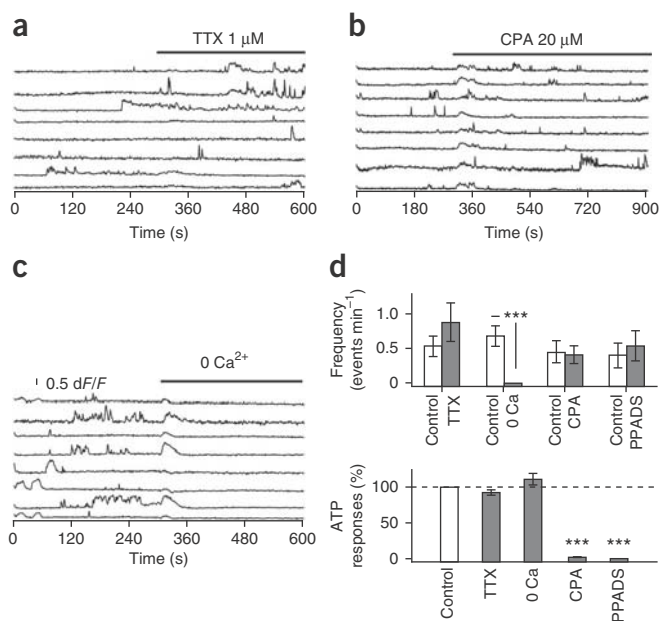 a
TTX 1 μM
0 120 240 360 480 600
Time (s)
b
CPA 20 μM
0 180 360 540 720 900
Time (s)
c
0.5 dF/F
0 Ca2+
0 120 240 360 480 600
Time (s)
d
Frequency
(events min−1)
1.0
0.5
0
***
Control
TTX
Control
0 Ca
Control
CPA
Control
PPADS
ATP
responses (%)
100
0
*** ***
Control
TTX
0 Ca
CPA
PPADS